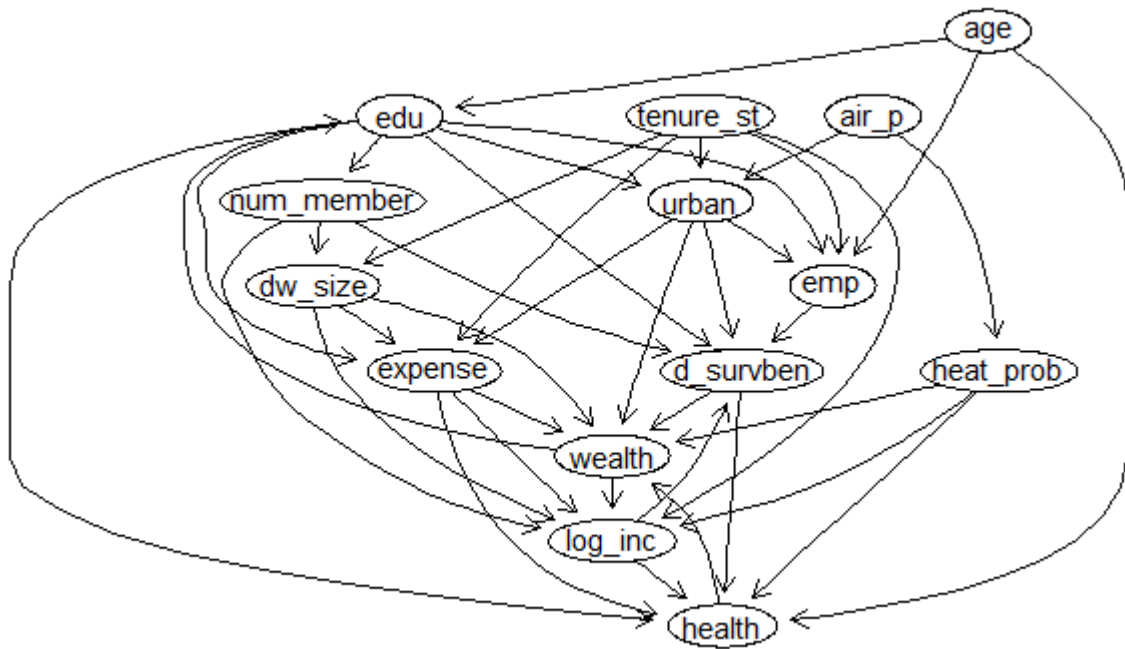 age
edu
tenure_st
air_p
num_member
urban
dw_size
emp
expense
d_survben
heat_prob
wealth
log_inc
health